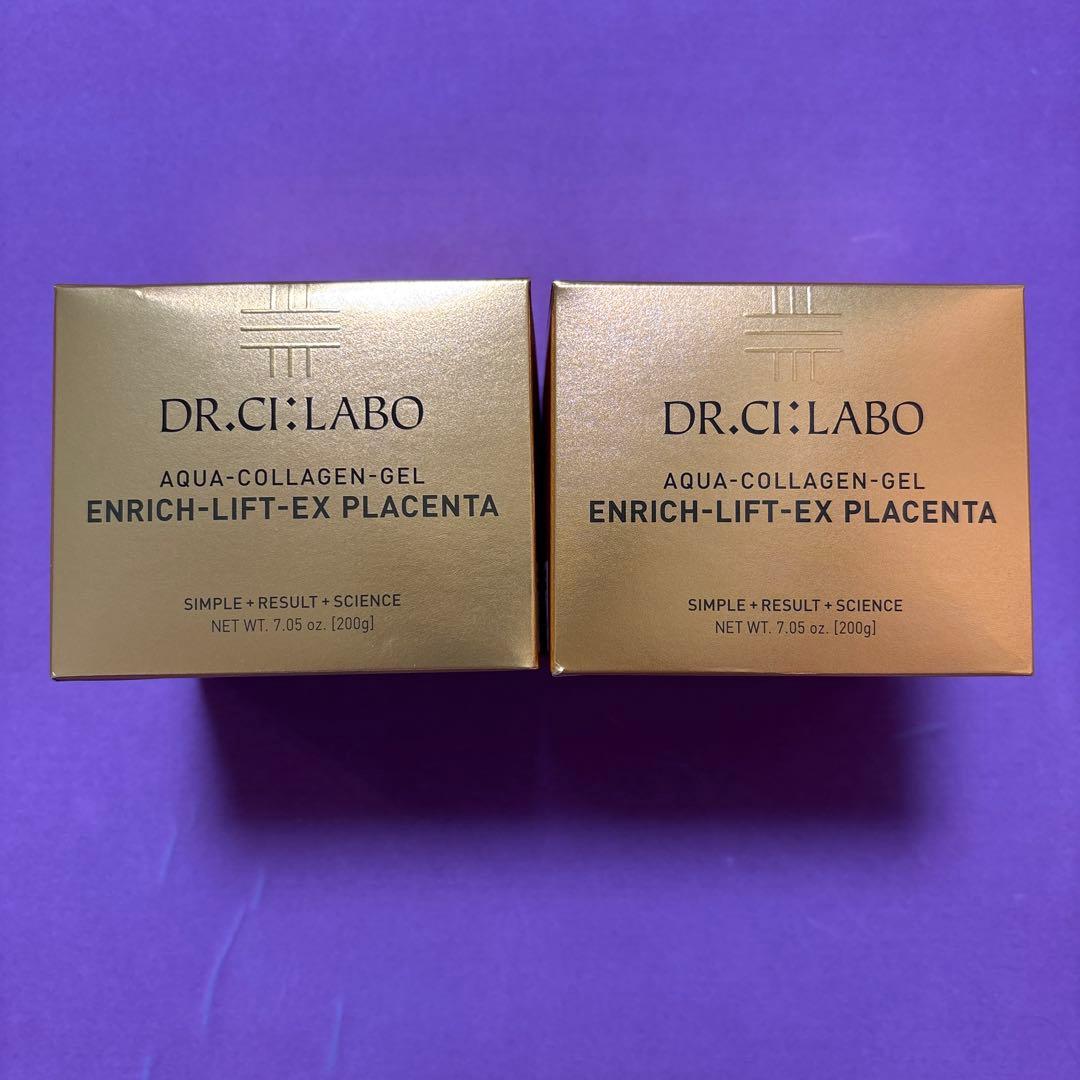 DR.CI:LABO
AQUA-COLLAGEN-GEL
ENRICH-LIFT-EX PLACENTA
SIMPLE + RESULT + SCIENCE
NET WT. 7.05 oz. [200g]
DR.CI:LABO
AQUA-COLLAGEN-GEL
ENRICH-LIFT-EX PLACENTA
SIMPLE + RESULT + SCIENCE
NET WT. 7.05 oz. [200g]